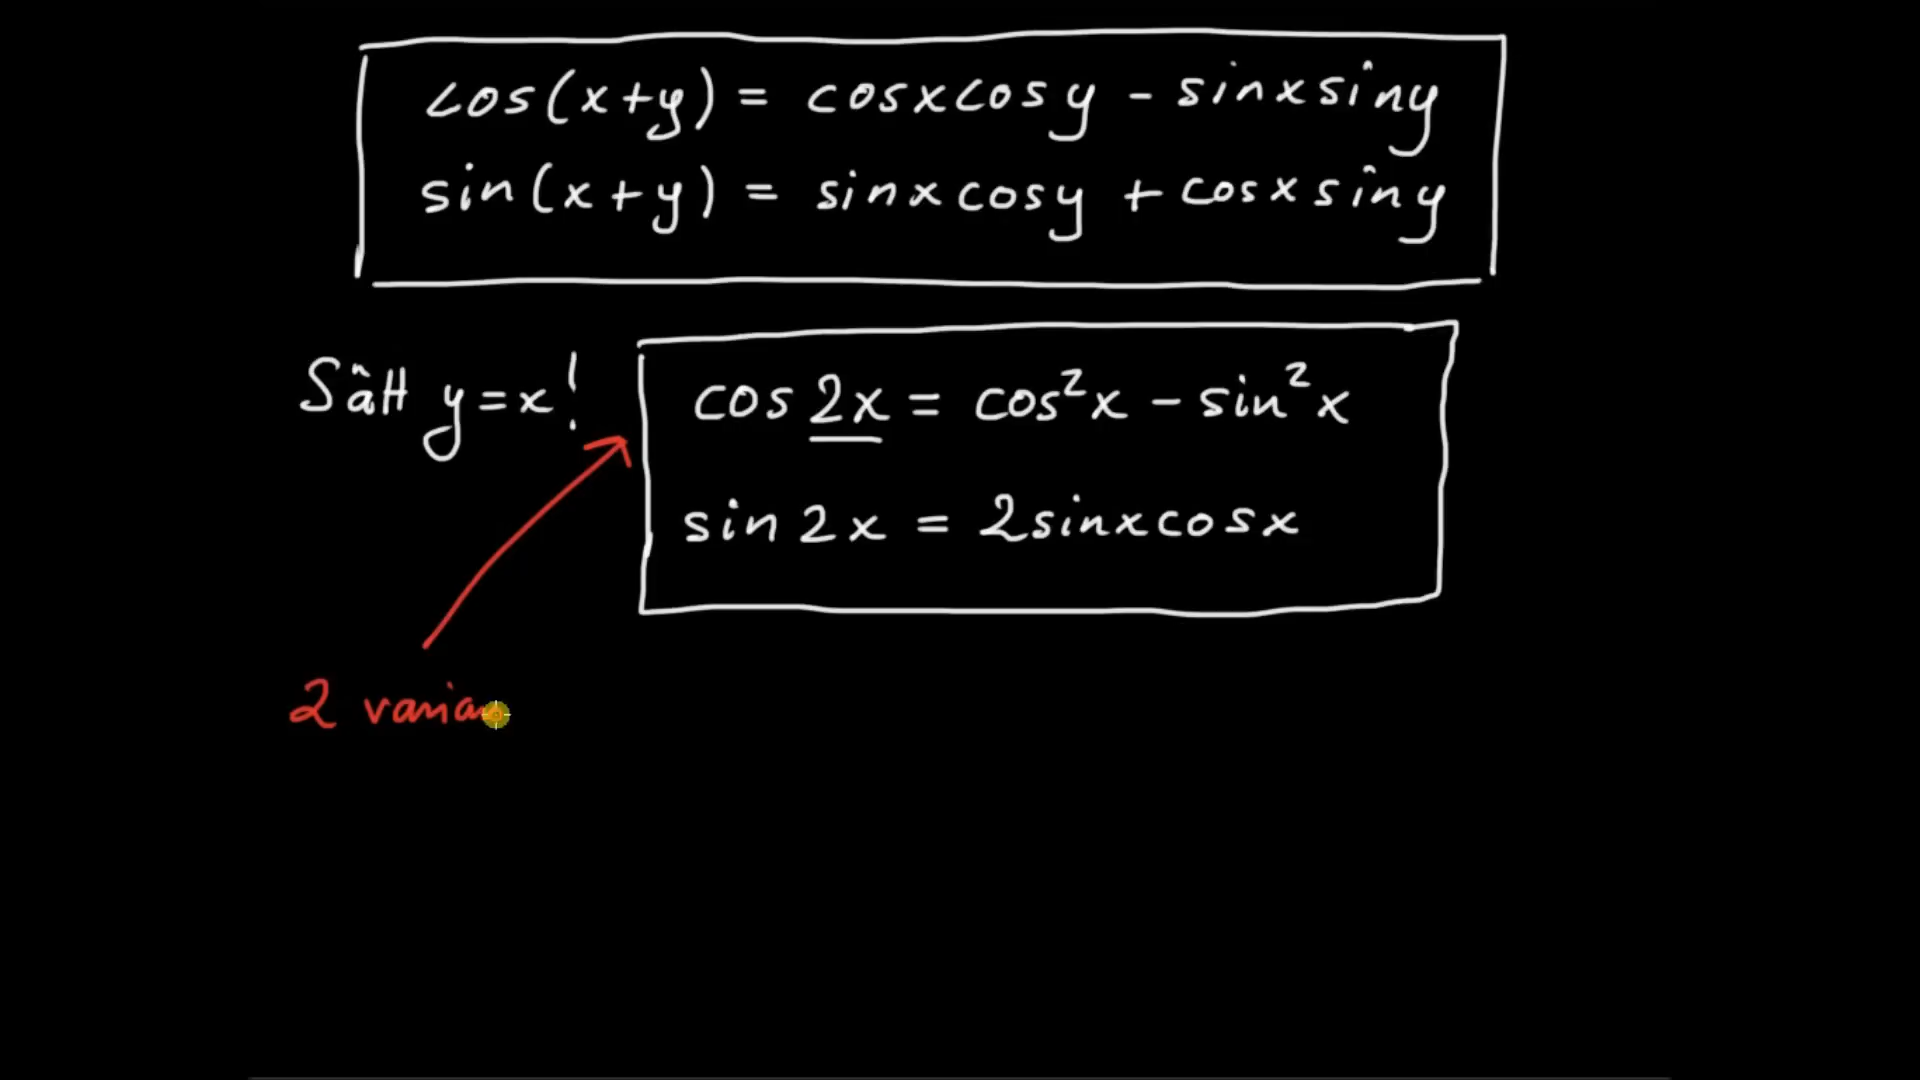 cos(x+y) = cosxcosy - sinxsiny
sin(x+y) = sinxcosy + cosxsiny
Sätt y=x!
cos 2x = cos²x - sin²x
sin 2x = 2sinxcosx
2 varian